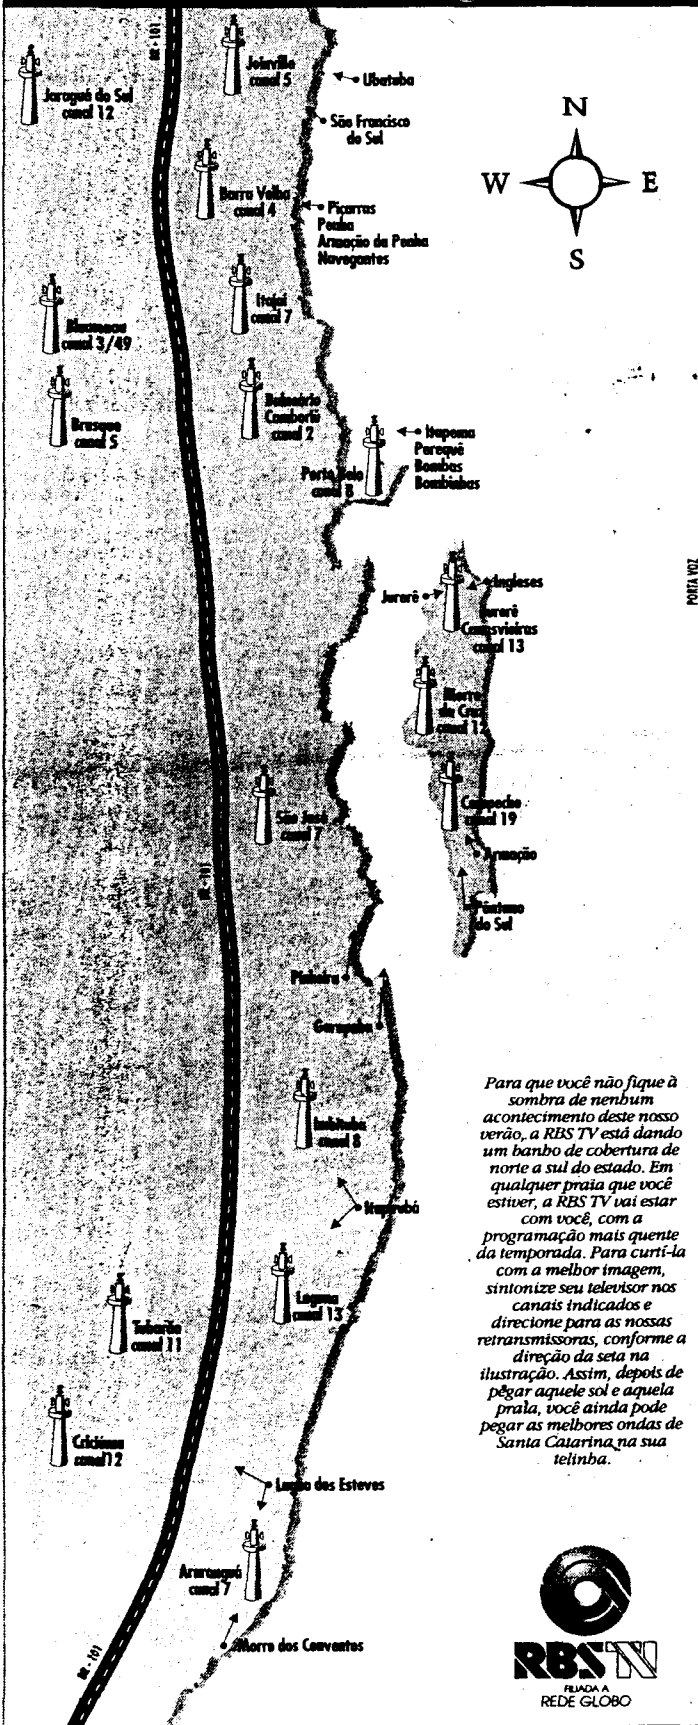 BR-101
Joinville
canal 5
Jaraguá do Sul
canal 12
Ubatuba
São Francisco
do Sul
N
W
E
S
Barra Velha
canal 4
Piçarras
Penha
Armação da Penha
Navegantes
Itajaí
canal 7
Blumenau
canal 3/49
Balneário
Camboriú
canal 2
Brusque
canal 5
Itapema
Perequê
Bombas
Bombinhas
Porto Belo
canal 8
PORTA VOZ
Ingleses
Jurerê
Jurerê
Canasvieiras
canal 13
Morro
da Cruz
canal 12
São José
canal 7
Campeche
canal 19
BR-101
Armação
Pântano
do Sul
Pinheira
Garopaba
Imbituba
canal 8
Itapirubá
Laguna
canal 13
Tubarão
canal 11
Criciúma
canal 2
Lagoa dos Esteves
Araranguá
canal 7
Morro dos Conventos
BR-101
Para que você não fique à
sombra de nenhum
acontecimento deste nosso
verão, a RBS TV está dando
um banho de cobertura de
norte a sul do estado. Em
qualquer praia que você
estiver, a RBS TV vai estar
com você, com a
programação mais quente
da temporada. Para curti-la
com a melhor imagem,
sintonize seu televisor nos
canais indicados e
direcione para as nossas
retransmissoras, conforme a
direção da seta na
ilustração. Assim, depois de
pegar aquele sol e aquela
praia, você ainda pode
pegar as melhores ondas de
Santa Catarina na sua
telinha.
RBS TV
FILIADA A
REDE GLOBO